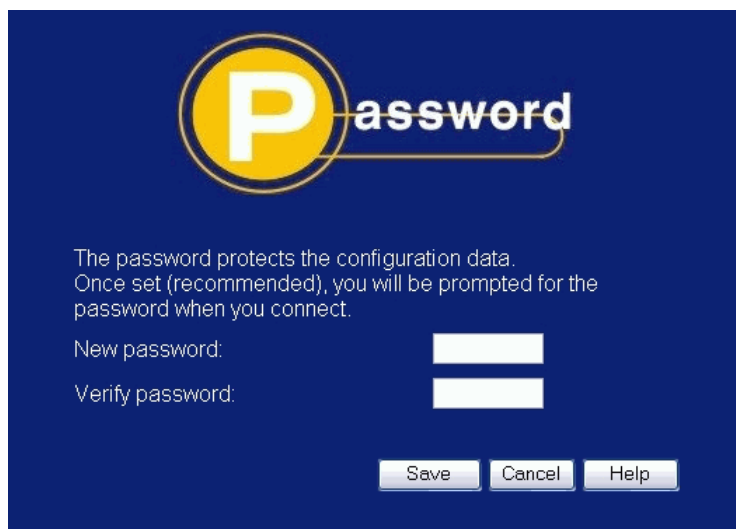 Password
The password protects the configuration data.
Once set (recommended), you will be prompted for the
password when you connect.
New password:
Verify password:
Save Cancel Help